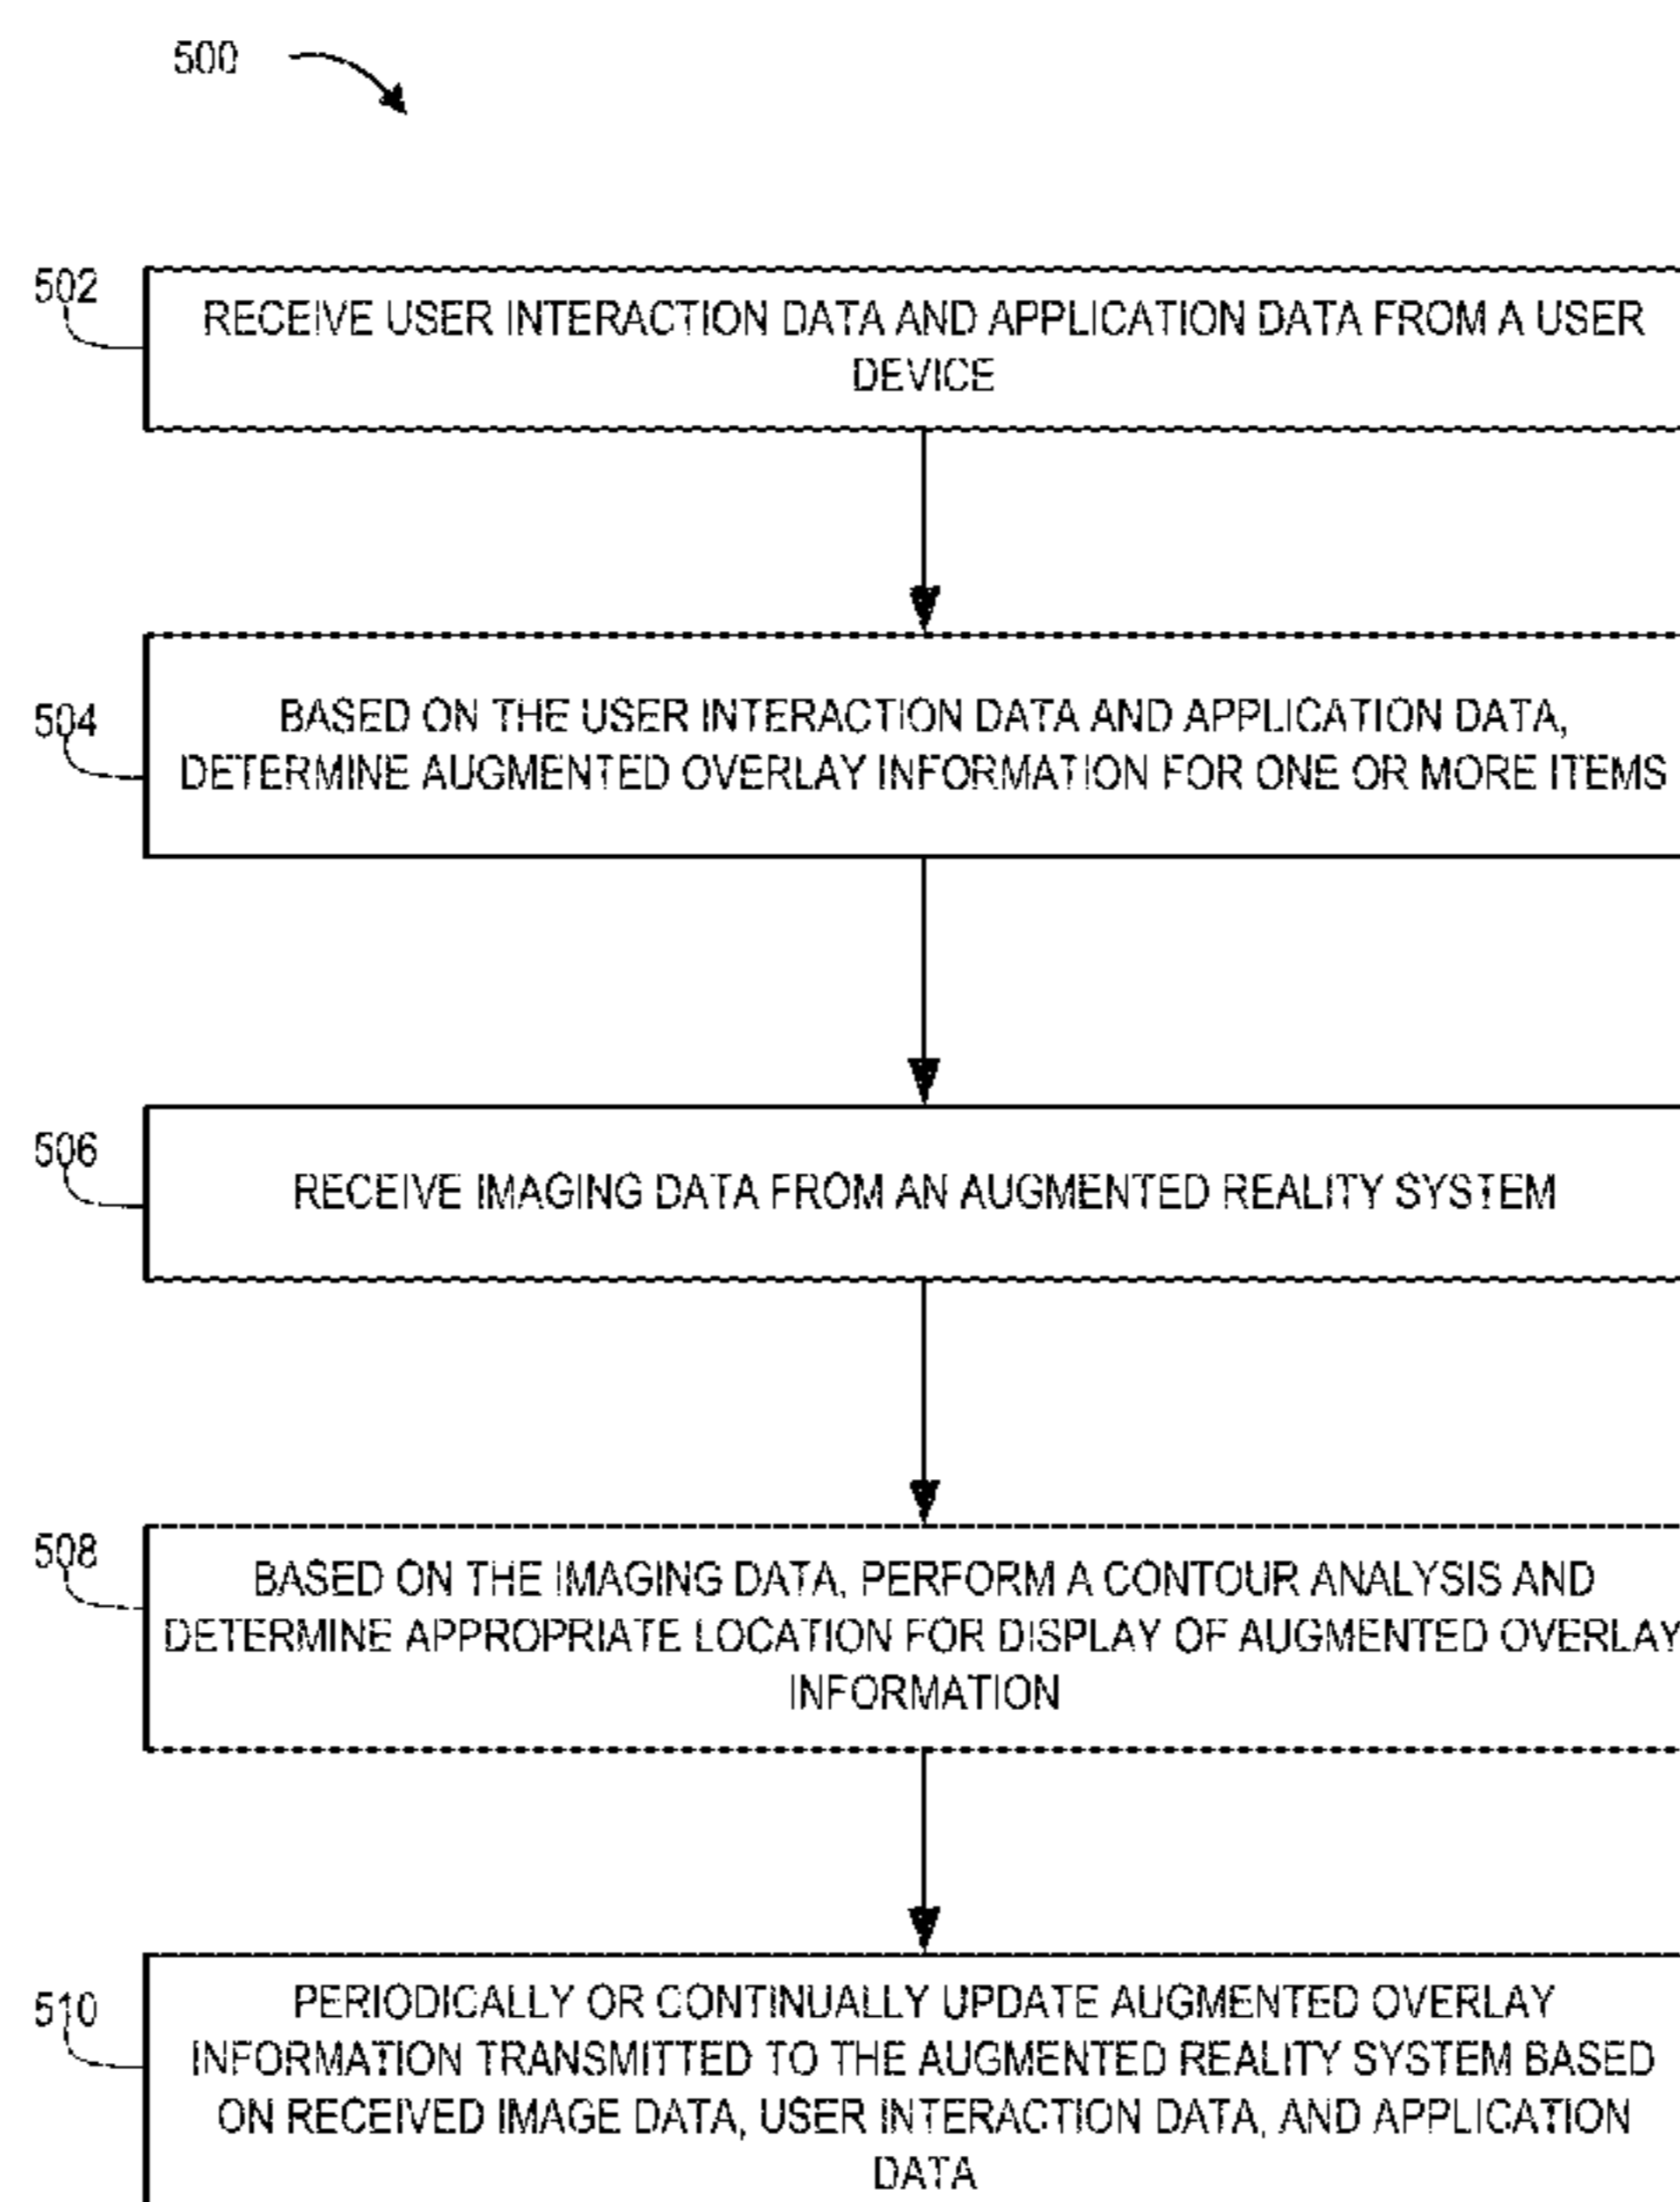 500
502
RECEIVE USER INTERACTION DATA AND APPLICATION DATA FROM A USER
DEVICE
504
BASED ON THE USER INTERACTION DATA AND APPLICATION DATA,
DETERMINE AUGMENTED OVERLAY INFORMATION FOR ONE OR MORE ITEMS
506
RECEIVE IMAGING DATA FROM AN AUGMENTED REALITY SYSTEM
508
BASED ON THE IMAGING DATA, PERFORM A CONTOUR ANALYSIS AND
DETERMINE APPROPRIATE LOCATION FOR DISPLAY OF AUGMENTED OVERLAY
INFORMATION
510
PERIODICALLY OR CONTINUALLY UPDATE AUGMENTED OVERLAY
INFORMATION TRANSMITTED TO THE AUGMENTED REALITY SYSTEM BASED
ON RECEIVED IMAGE DATA, USER INTERACTION DATA, AND APPLICATION
DATA